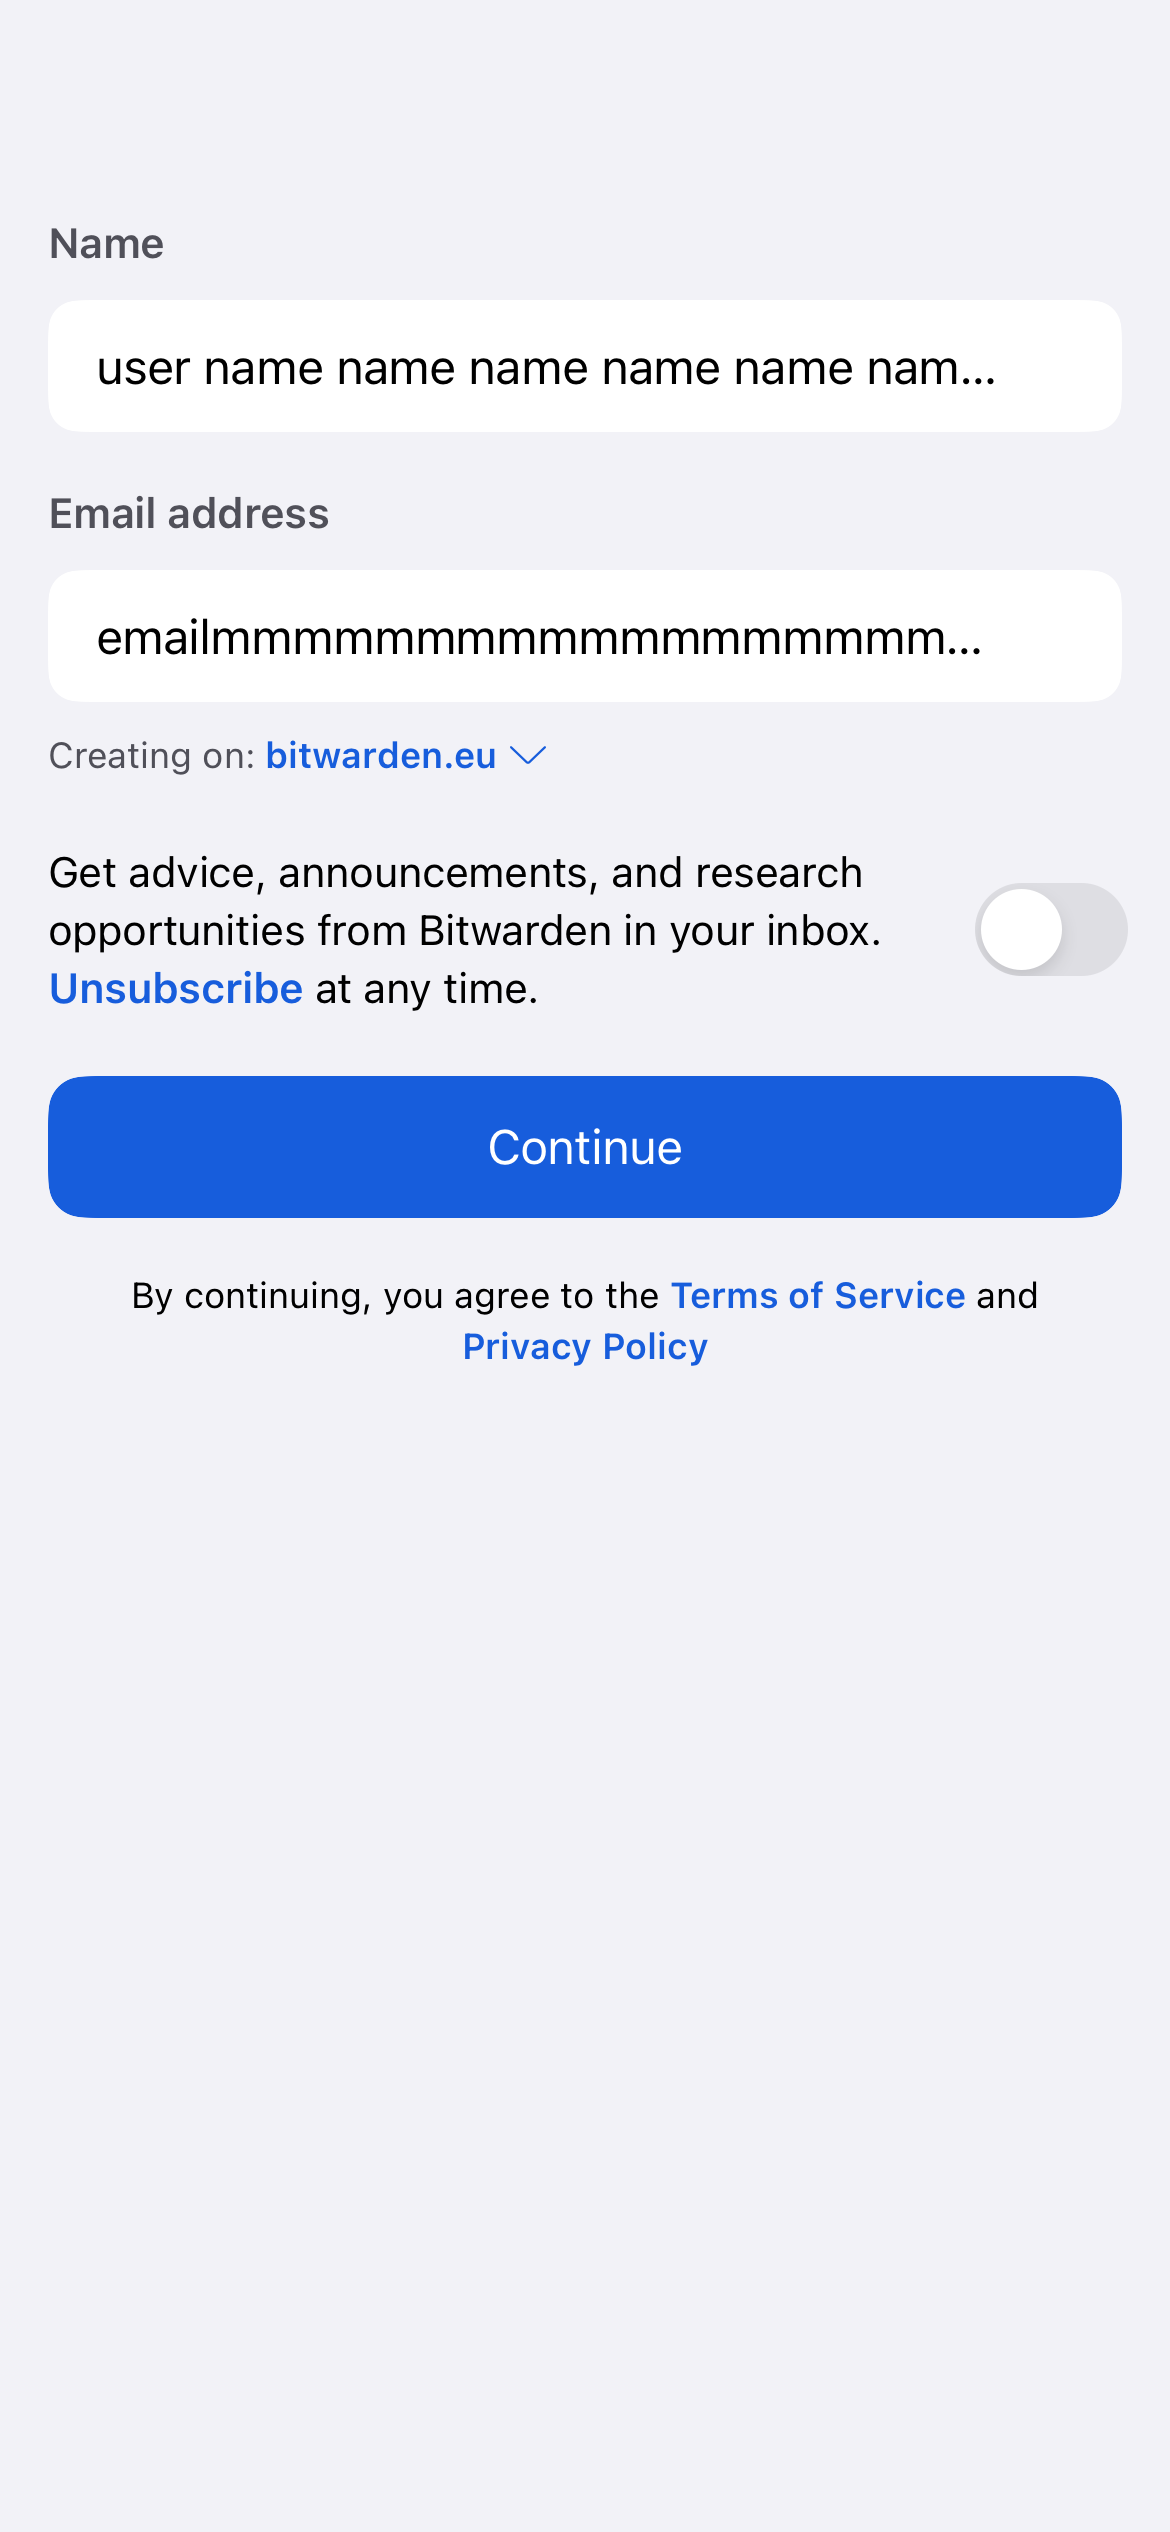 Name
user name name name name nam...
Email address
emailmmmmmmmmmmmmmmmmmm...
Creating on: bitwarden.eu
Get advice, announcements, and research
opportunities from Bitwarden in your inbox.
Unsubscribe at any time.
Continue
By continuing, you agree to the Terms of Service and
Privacy Policy